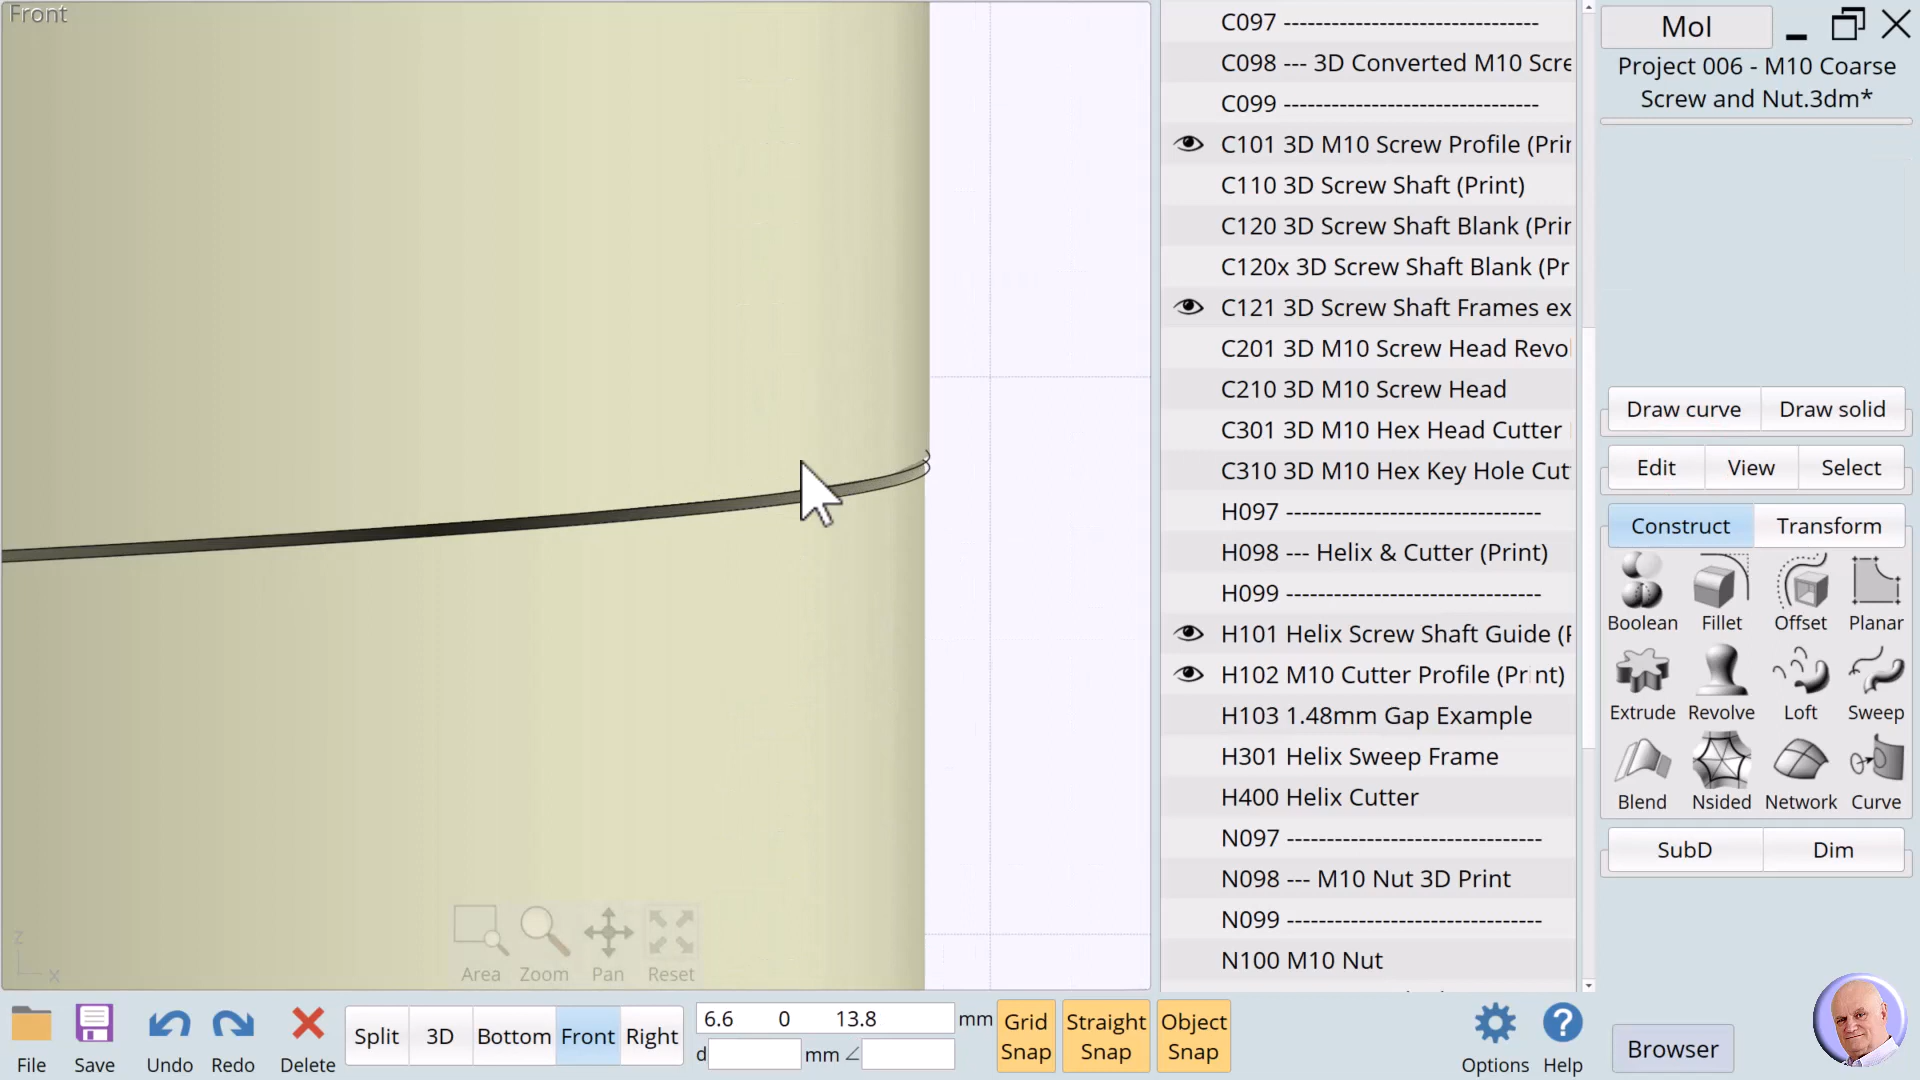 Front
C097 -------------------------------
C098 --- 3D Converted M10 Scre
C099 -------------------------------
C101 3D M10 Screw Profile (Prin
C110 3D Screw Shaft (Print)
C120 3D Screw Shaft Blank (Prin
C120x 3D Screw Shaft Blank (Pr
C121 3D Screw Shaft Frames ex
C201 3D M10 Screw Head Revol
C210 3D M10 Screw Head
C301 3D M10 Hex Head Cutter
C310 3D M10 Hex Key Hole Cut
H097 -------------------------------
H098 --- Helix & Cutter (Print)
H099 -------------------------------
H101 Helix Screw Shaft Guide (P
H102 M10 Cutter Profile (Print)
H103 1.48mm Gap Example
H301 Helix Sweep Frame
H400 Helix Cutter
N097 -------------------------------
N098 --- M10 Nut 3D Print
N099 -------------------------------
N100 M10 Nut
MoI
Project 006 - M10 Coarse
Screw and Nut.3dm*
Draw curve Draw solid
Edit View Select
Construct Transform
Boolean Fillet Offset Planar
Extrude Revolve Loft Sweep
Blend Nsided Network Curve
SubD Dim
z
x
Area Zoom Pan Reset
File Save Undo Redo Delete
Split 3D Bottom Front Right
6.6 0 13.8 mm
d mm ∠
Grid
Snap
Straight
Snap
Object
Snap
Options Help
Browser